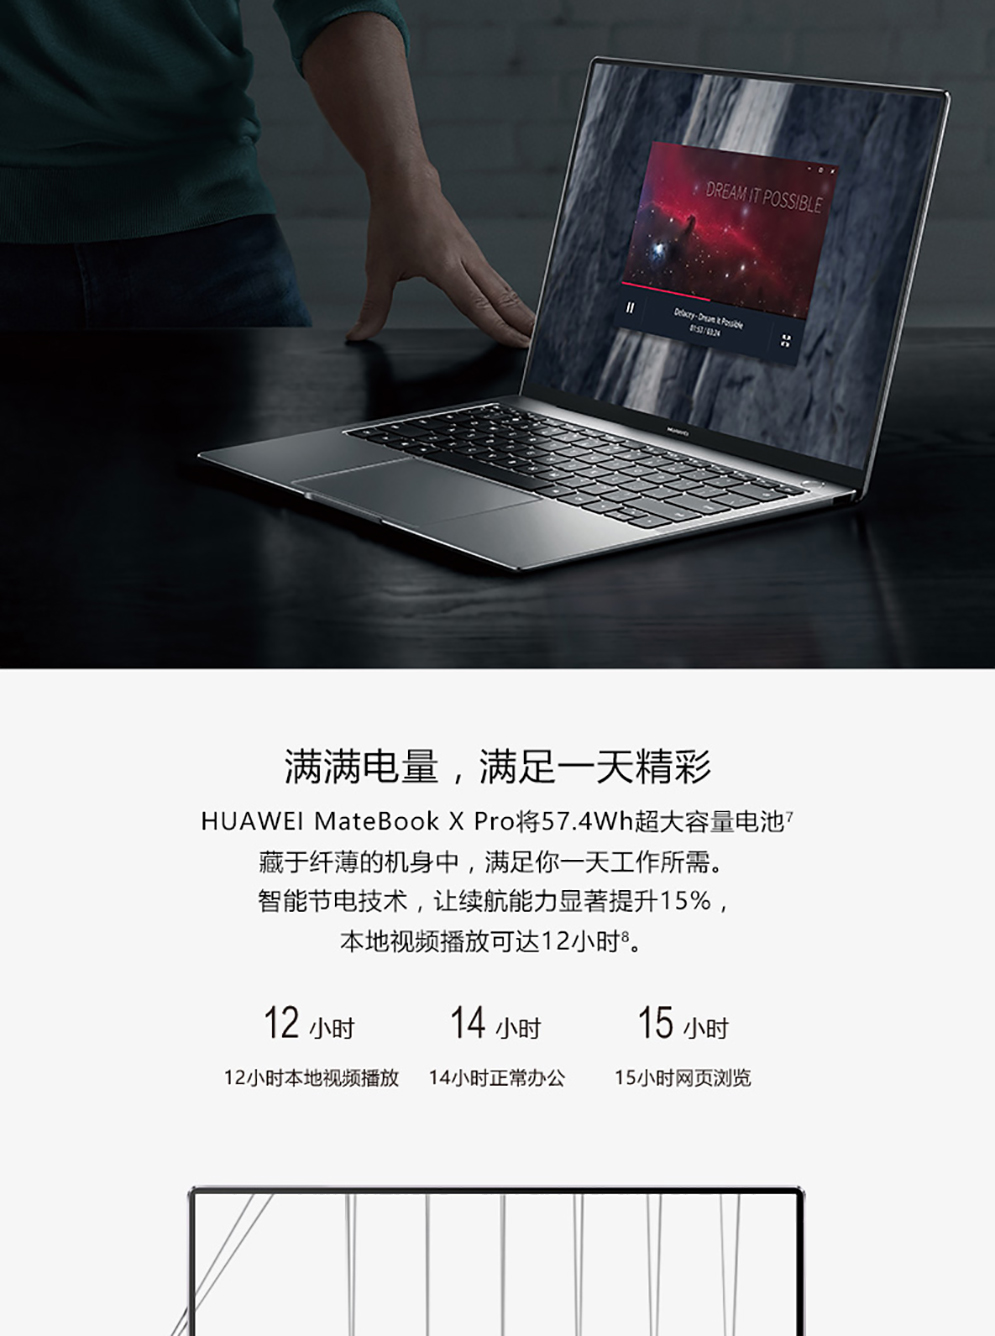 DREAM IT POSSIBLE
Delacey - Dream It Possible
01:53 / 03:24
HUAWEI
满满电量，满足一天精彩
HUAWEI MateBook X Pro将57.4Wh超大容量电池7
藏于纤薄的机身中，满足你一天工作所需。
智能节电技术，让续航能力显著提升15%，
本地视频播放可达12小时8。
12 小时 14 小时 15 小时
12小时本地视频播放 14小时正常办公 15小时网页浏览